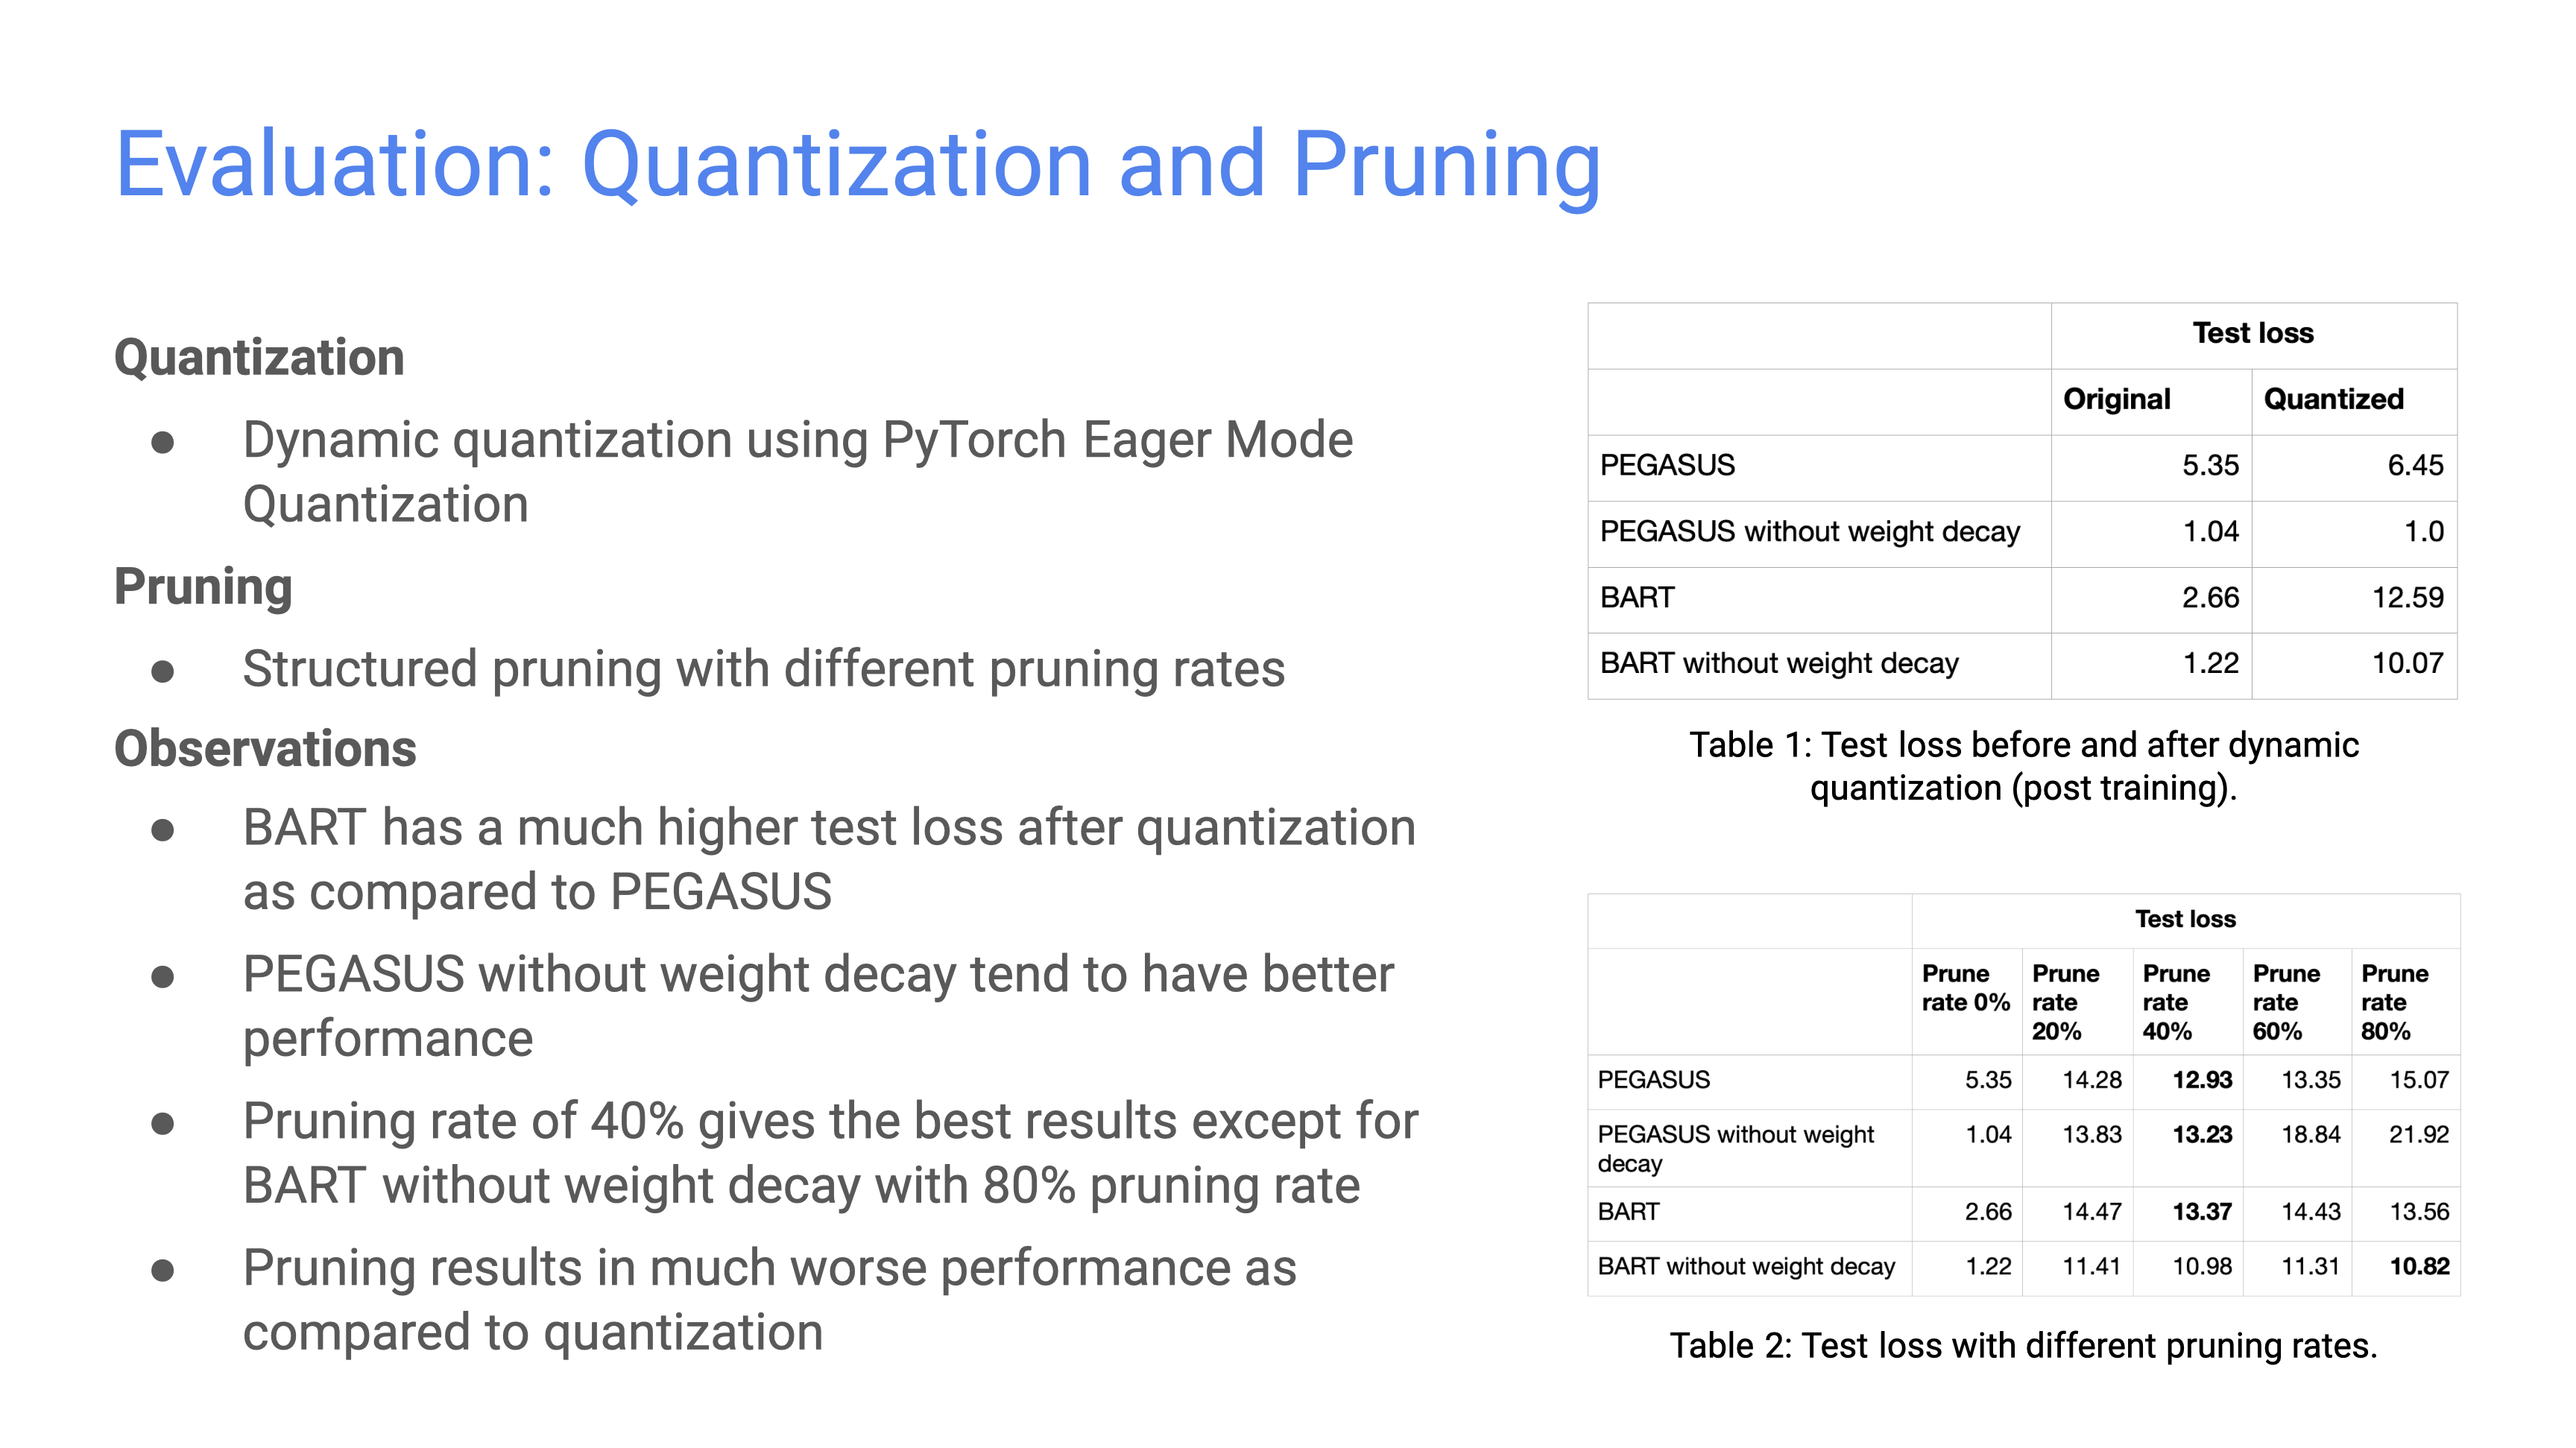 Evaluation: Quantization and Pruning
Quantization
● Dynamic quantization using PyTorch Eager Mode
Quantization
Pruning
● Structured pruning with different pruning rates
Observations
● BART has a much higher test loss after quantization
as compared to PEGASUS
● PEGASUS without weight decay tend to have better
performance
● Pruning rate of 40% gives the best results except for
BART without weight decay with 80% pruning rate
● Pruning results in much worse performance as
compared to quantization
Test loss
Original Quantized
PEGASUS 5.35 6.45
PEGASUS without weight decay 1.04 1.0
BART 2.66 12.59
BART without weight decay 1.22 10.07
Table 1: Test loss before and after dynamic
quantization (post training).
Test loss
Prune Prune Prune Prune Prune
rate 0% rate rate rate rate
20% 40% 60% 80%
PEGASUS 5.35 14.28 12.93 13.35 15.07
PEGASUS without weight 1.04 13.83 13.23 18.84 21.92
decay
BART 2.66 14.47 13.37 14.43 13.56
BART without weight decay 1.22 11.41 10.98 11.31 10.82
Table 2: Test loss with different pruning rates.